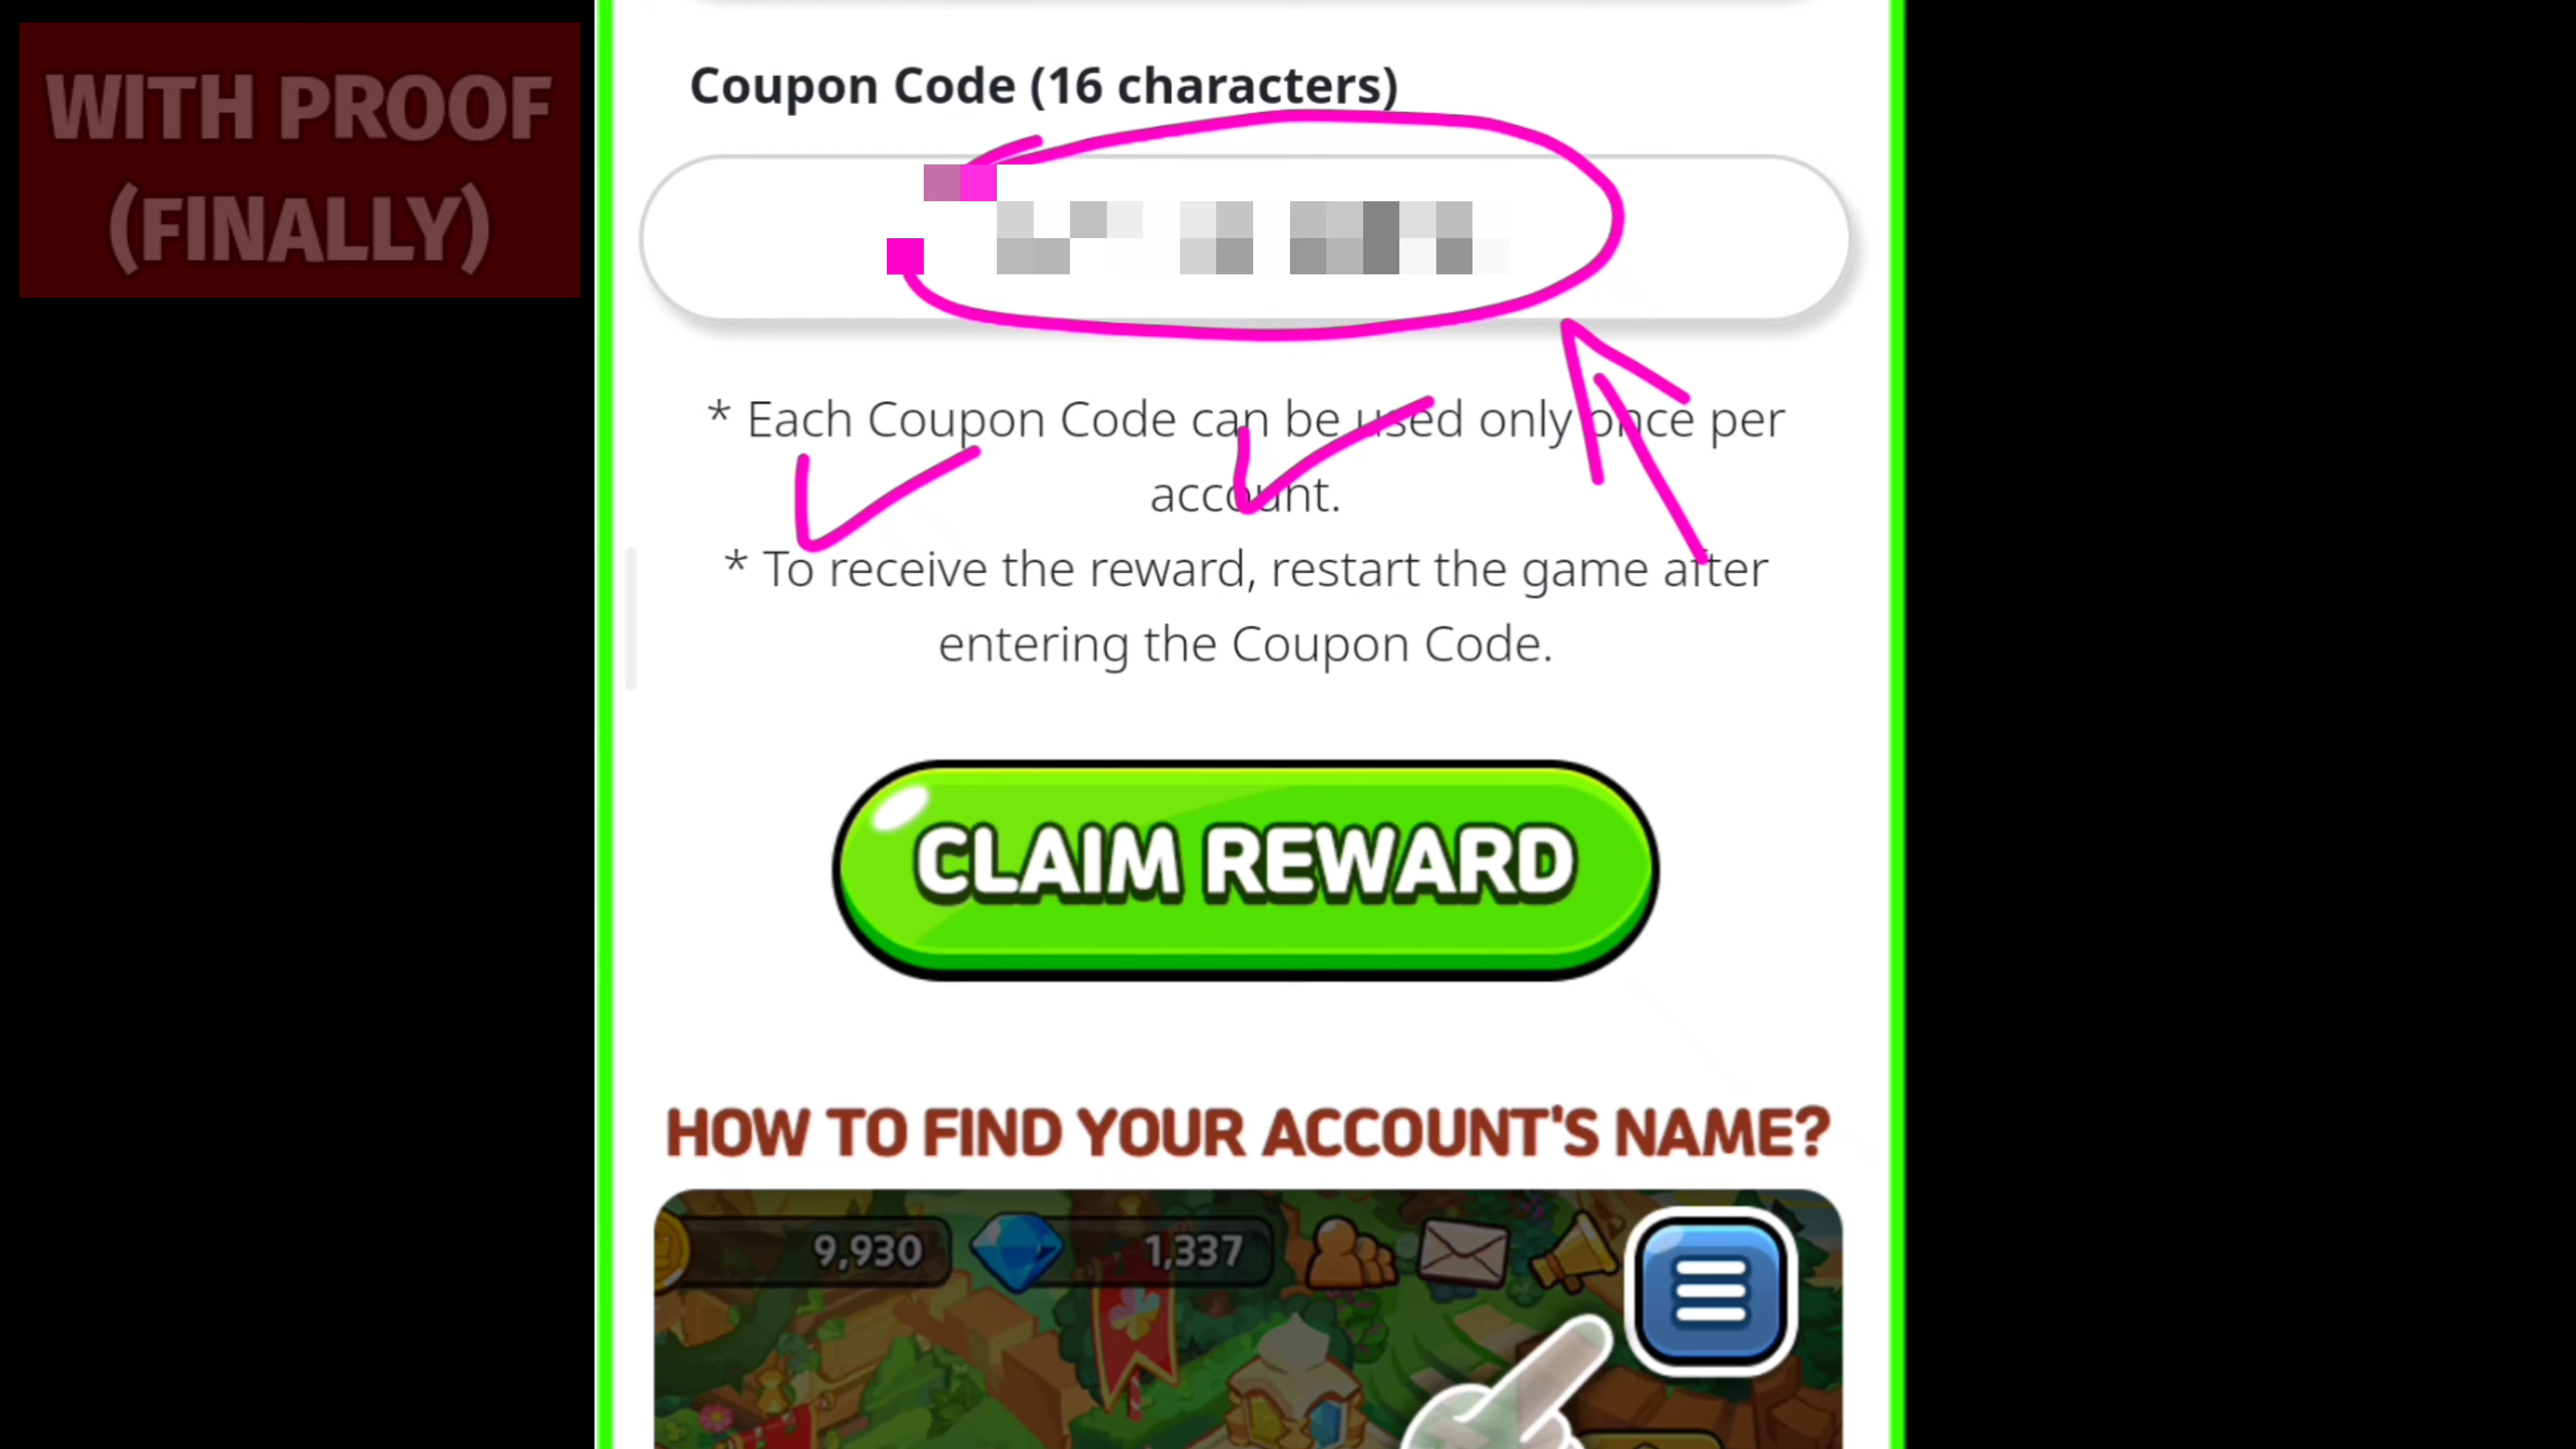 WITH PROOF
(FINALLY)
Coupon Code (16 characters)
* Each Coupon Code can be used only once per
account.
* To receive the reward, restart the game after
entering the Coupon Code.
CLAIM REWARD
HOW TO FIND YOUR ACCOUNT'S NAME?
9,930
1,337